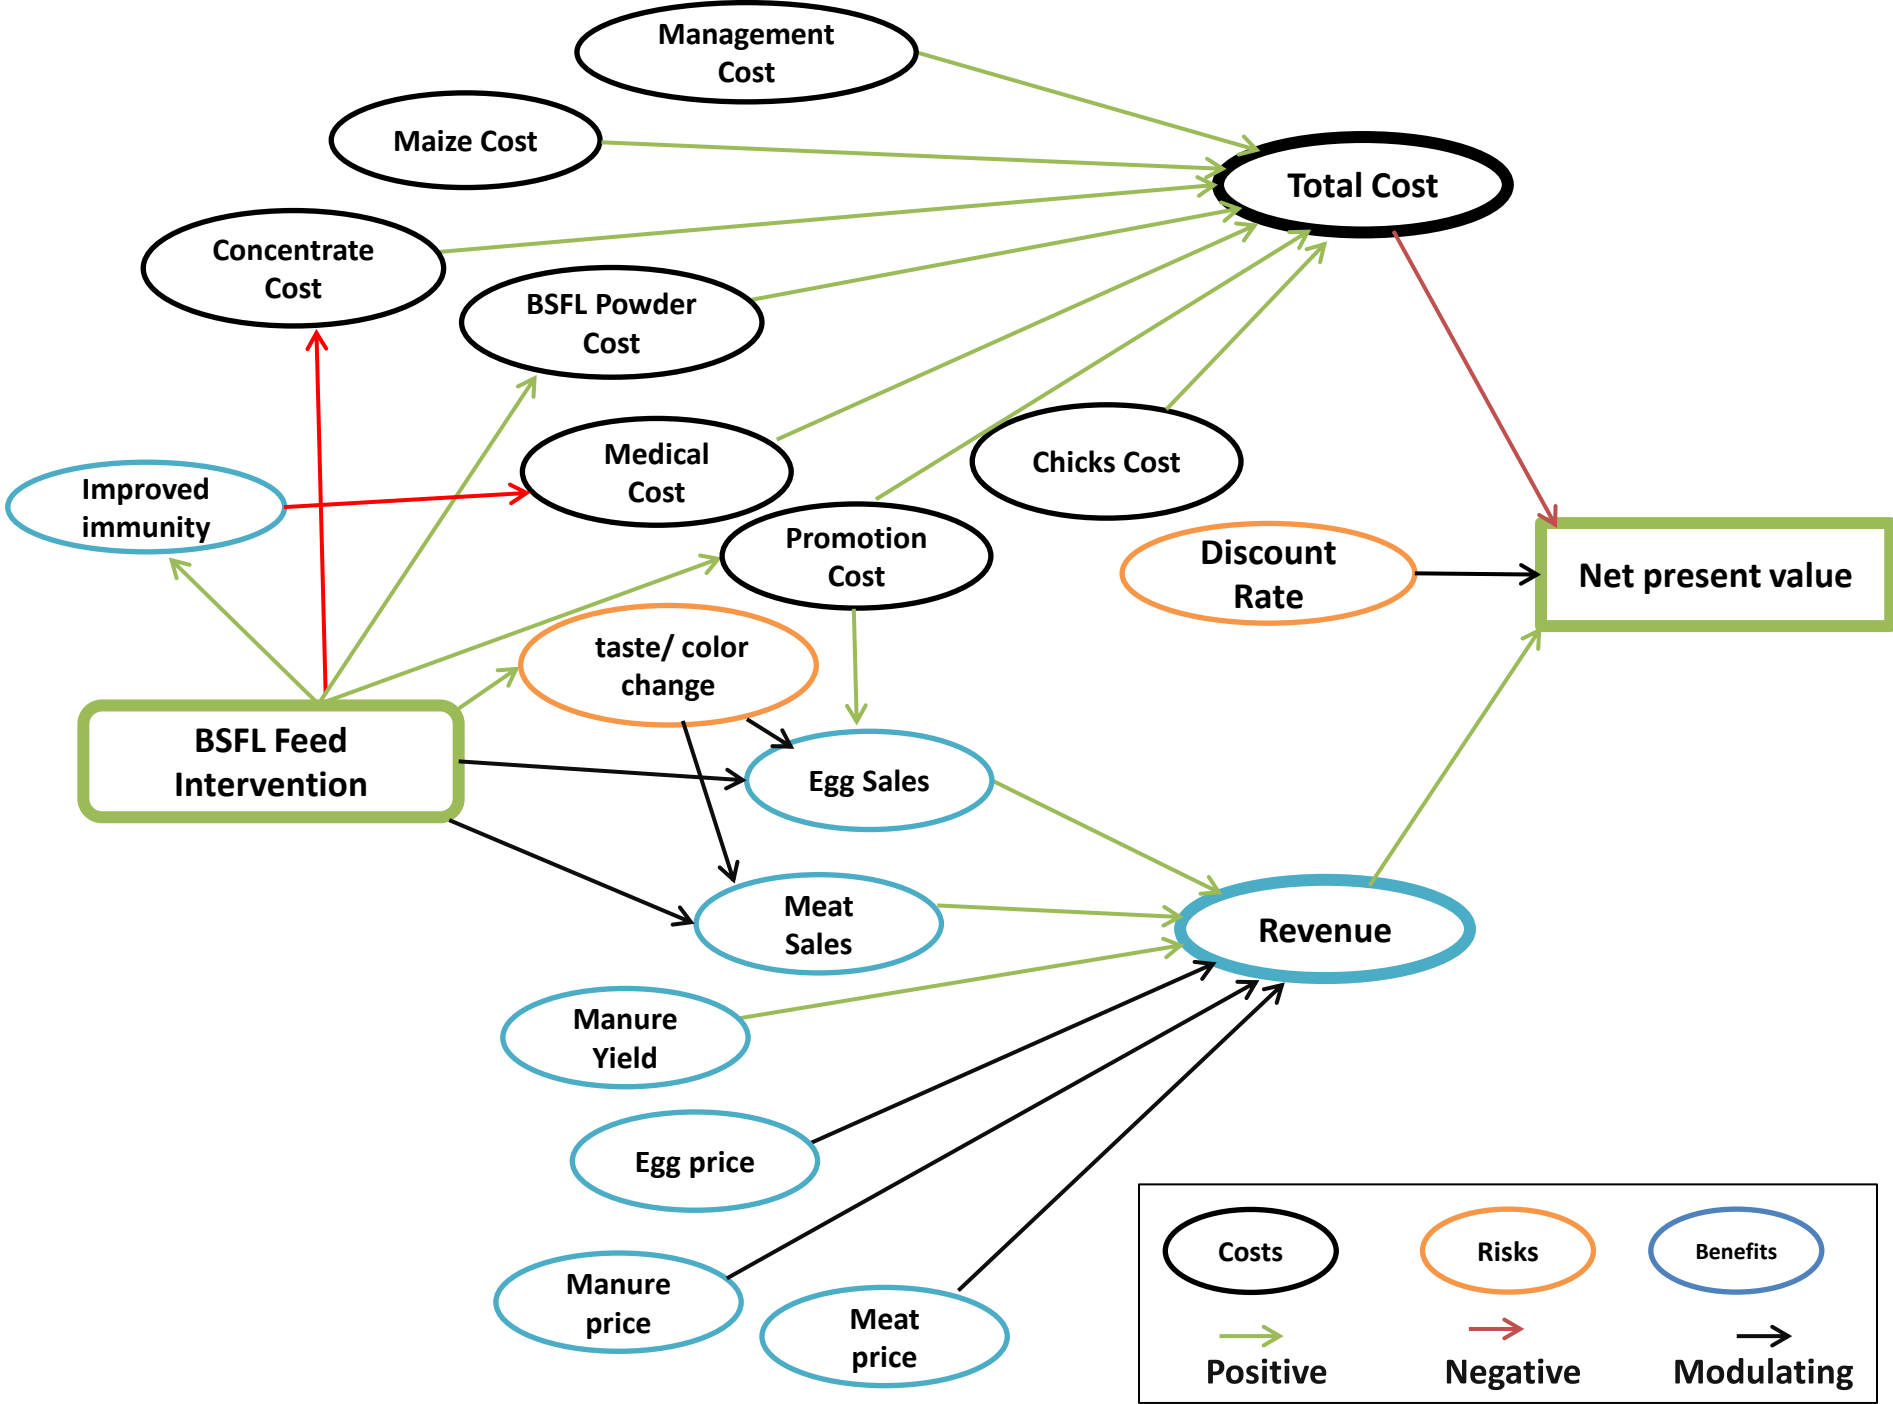 Management
Cost
Maize Cost
Total Cost
Concentrate
Cost
BSFL Powder
Cost
Medical
Cost
Chicks Cost
Improved
immunity
Promotion
Cost
Discount
Rate
Net present value
taste/ color
change
BSFL Feed
Intervention
Egg Sales
Meat
Sales
Revenue
Manure
Yield
Egg price
Manure
price
Meat
price
Costs
Risks
Benefits
Positive
Negative
Modulating